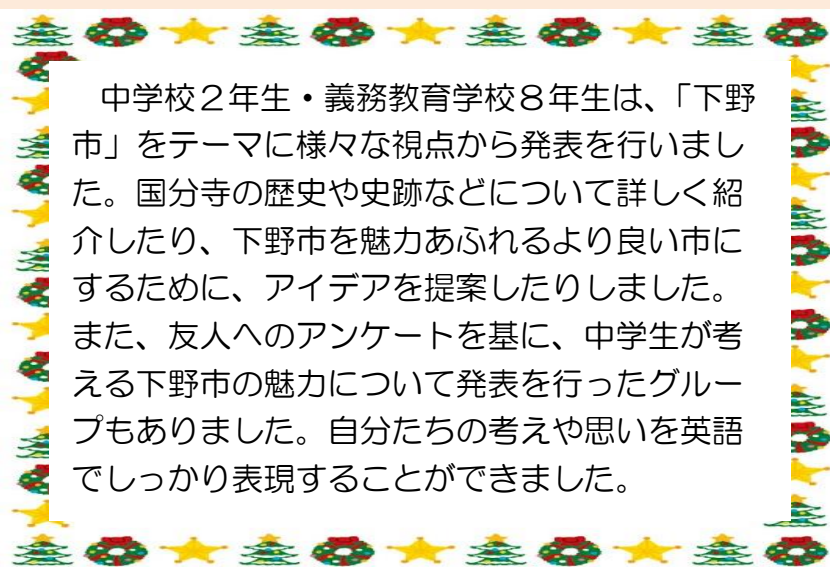 中学校２年生・義務教育学校８年生は、「下野
市」をテーマに様々な視点から発表を行いまし
た。国分寺の歴史や史跡などについて詳しく紹
介したり、下野市を魅力あふれるより良い市に
するために、アイデアを提案したりしました。
また、友人へのアンケートを基に、中学生が考
える下野市の魅力について発表を行ったグルー
プもありました。自分たちの考えや思いを英語
でしっかり表現することができました。